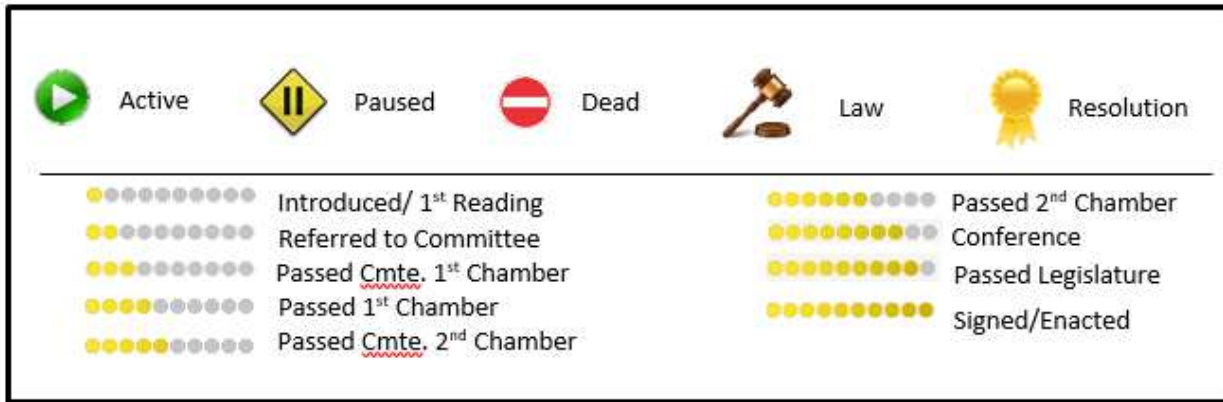 Active Paused Dead Law Resolution
Introduced/ 1st Reading
Referred to Committee
Passed Cmte. 1st Chamber
Passed 1st Chamber
Passed Cmte. 2nd Chamber
Passed 2nd Chamber
Conference
Passed Legislature
Signed/Enacted